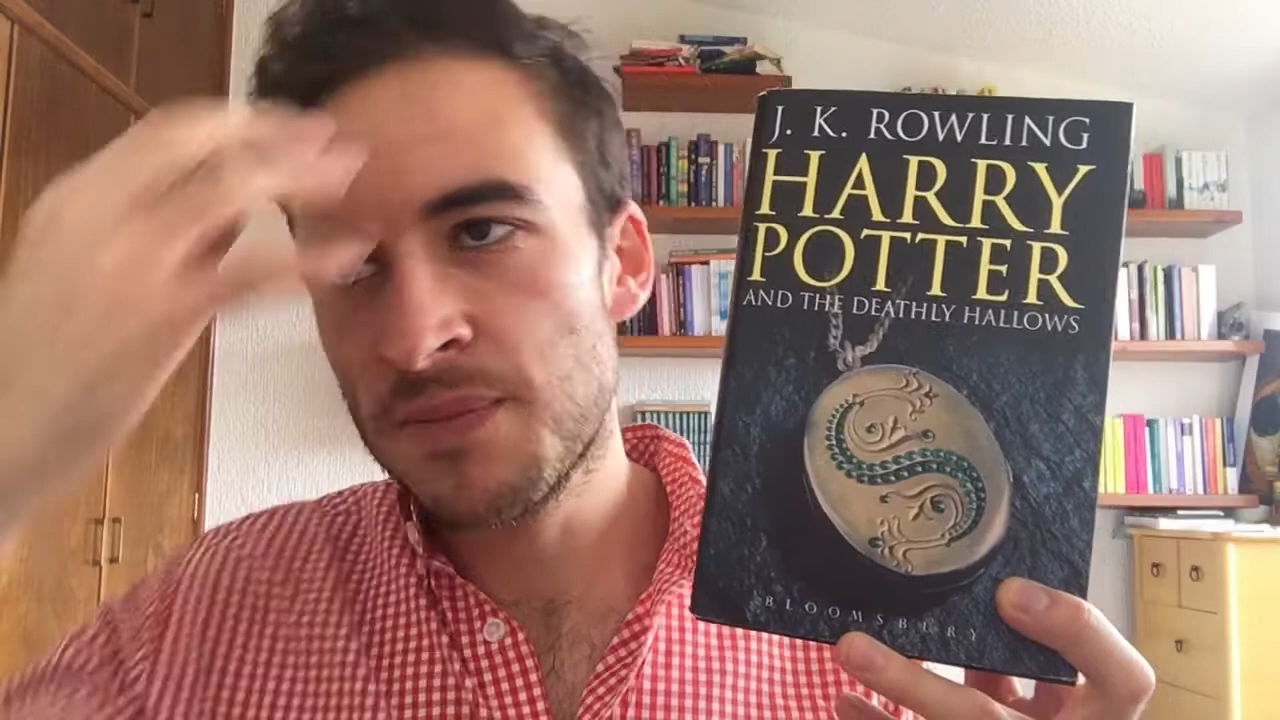 J. K. ROWLING
HARRY
POTTER
AND THE DEATHLY HALLOWS
BLOOMSBURY